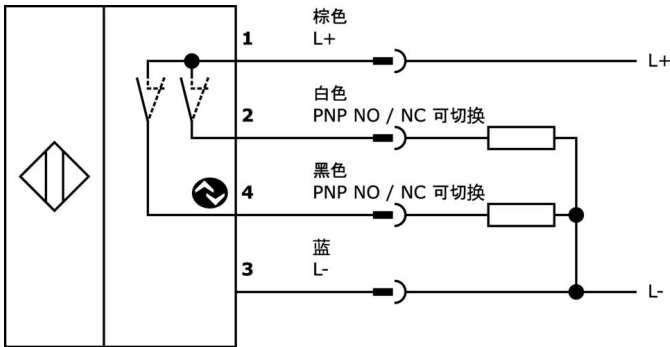 棕色
1 L+
L+
白色
2 PNP NO / NC 可切换
黑色
4 PNP NO / NC 可切换
蓝
3 L-
L-